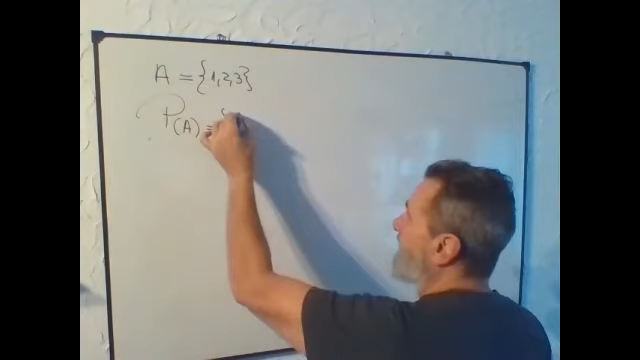 A = {1,2,3}
P(A) = {